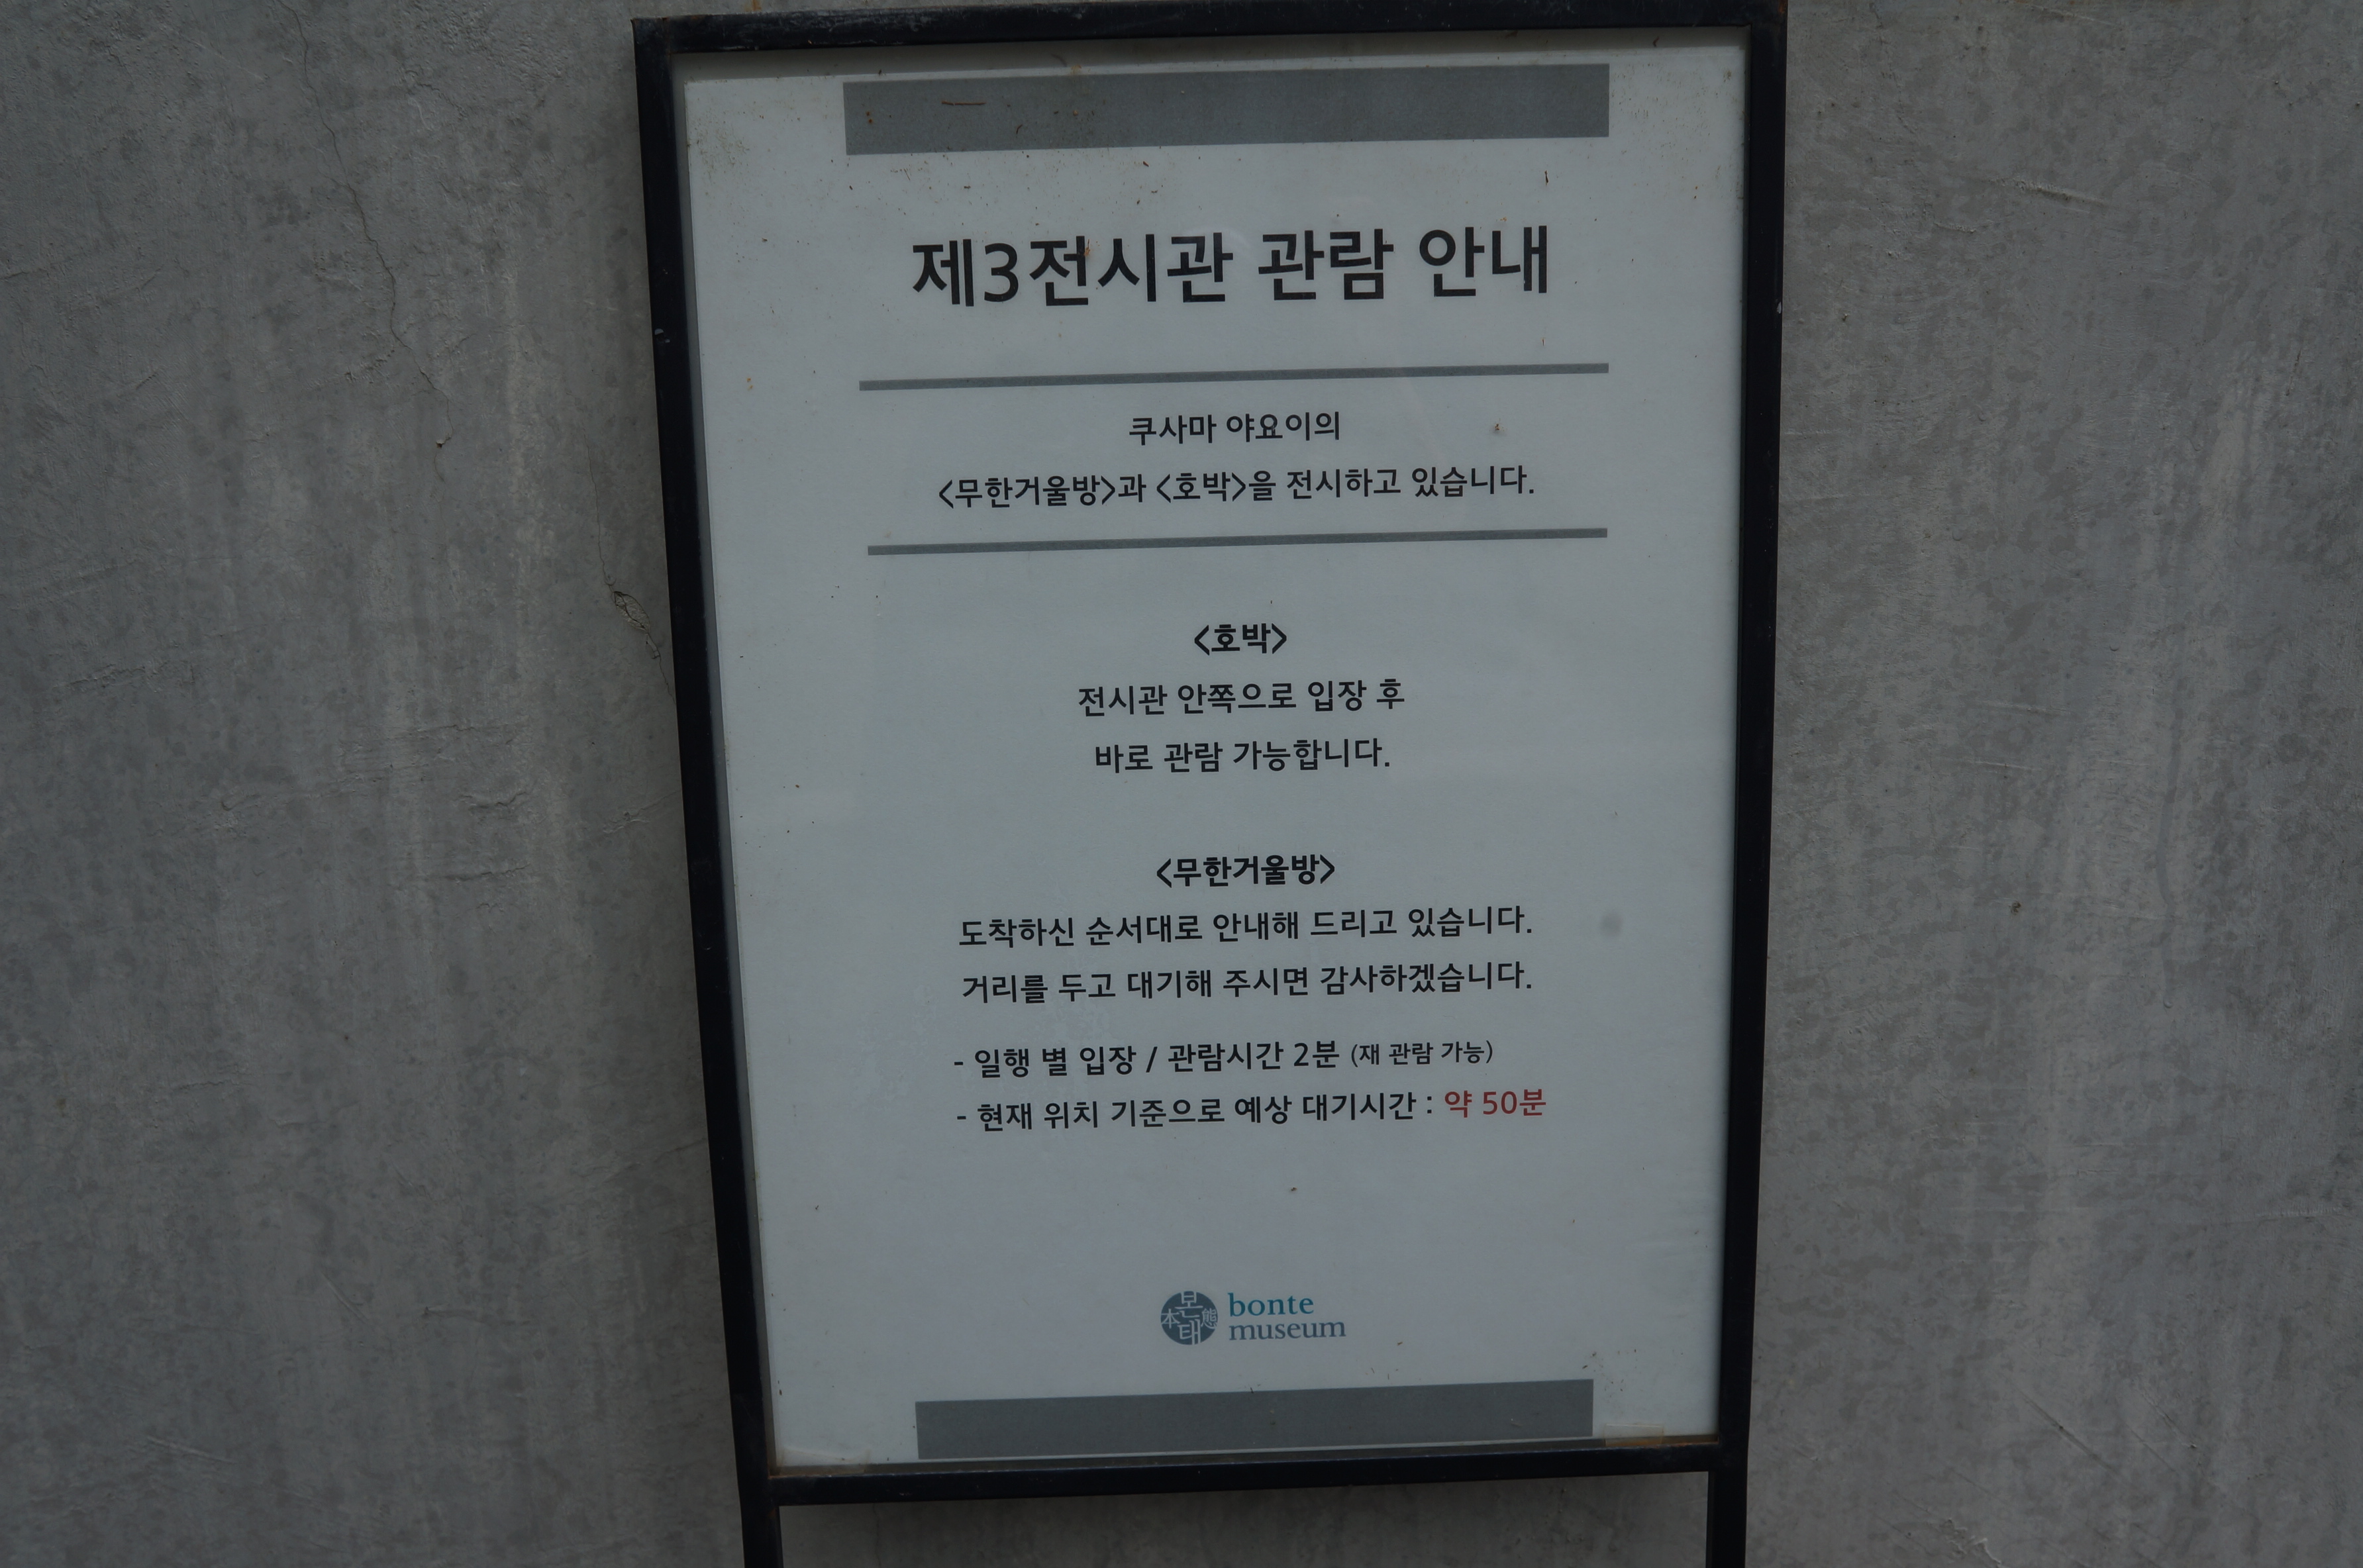 제3전시관 관람 안내
쿠사마 야요이의
<무한거울방>과 <호박>을 전시하고 있습니다.
<호박>
전시관 안쪽으로 입장 후
바로 관람 가능합니다.
<무한거울방>
도착하신 순서대로 안내해 드리고 있습니다.
거리를 두고 대기해 주시면 감사하겠습니다.
- 일행 별 입장 / 관람시간 2분 (재 관람 가능)
- 현재 위치 기준으로 예상 대기시간 : 약 50분
본태 本態
bonte
museum